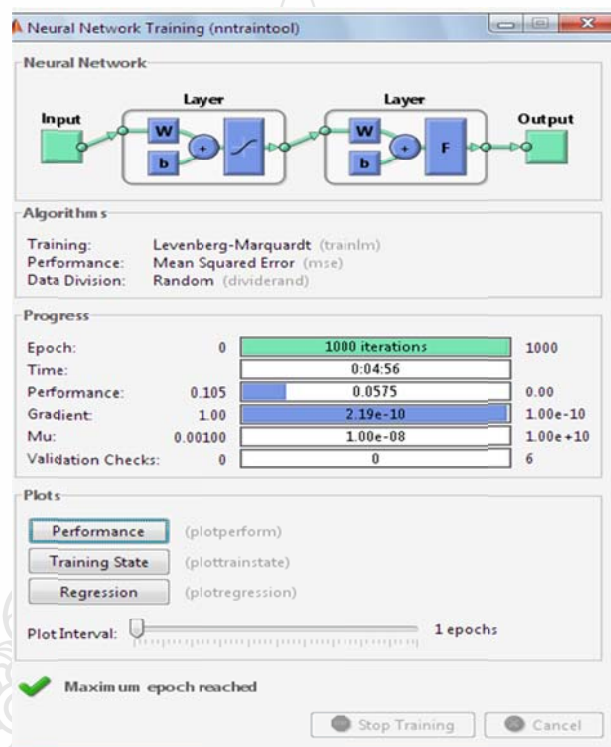 Neural Network Training (nntraintool)
Neural Network
Layer
Layer
Input
Output
W
b
+
W
b
+
F
Algorithms
Training: Levenberg-Marquardt (trainlm)
Performance: Mean Squared Error (mse)
Data Division: Random (dividerand)
Progress
Epoch: 0 1000 iterations 1000
Time: 0:04:56
Performance: 0.105 0.0575 0.00
Gradient: 1.00 2.19e-10 1.00e-10
Mu: 0.00100 1.00e-08 1.00e+10
Validation Checks: 0 0 6
Plots
Performance (plotperform)
Training State (plottrainstate)
Regression (plotregression)
Plot Interval: 1 epochs
Maximum epoch reached
Stop Training Cancel